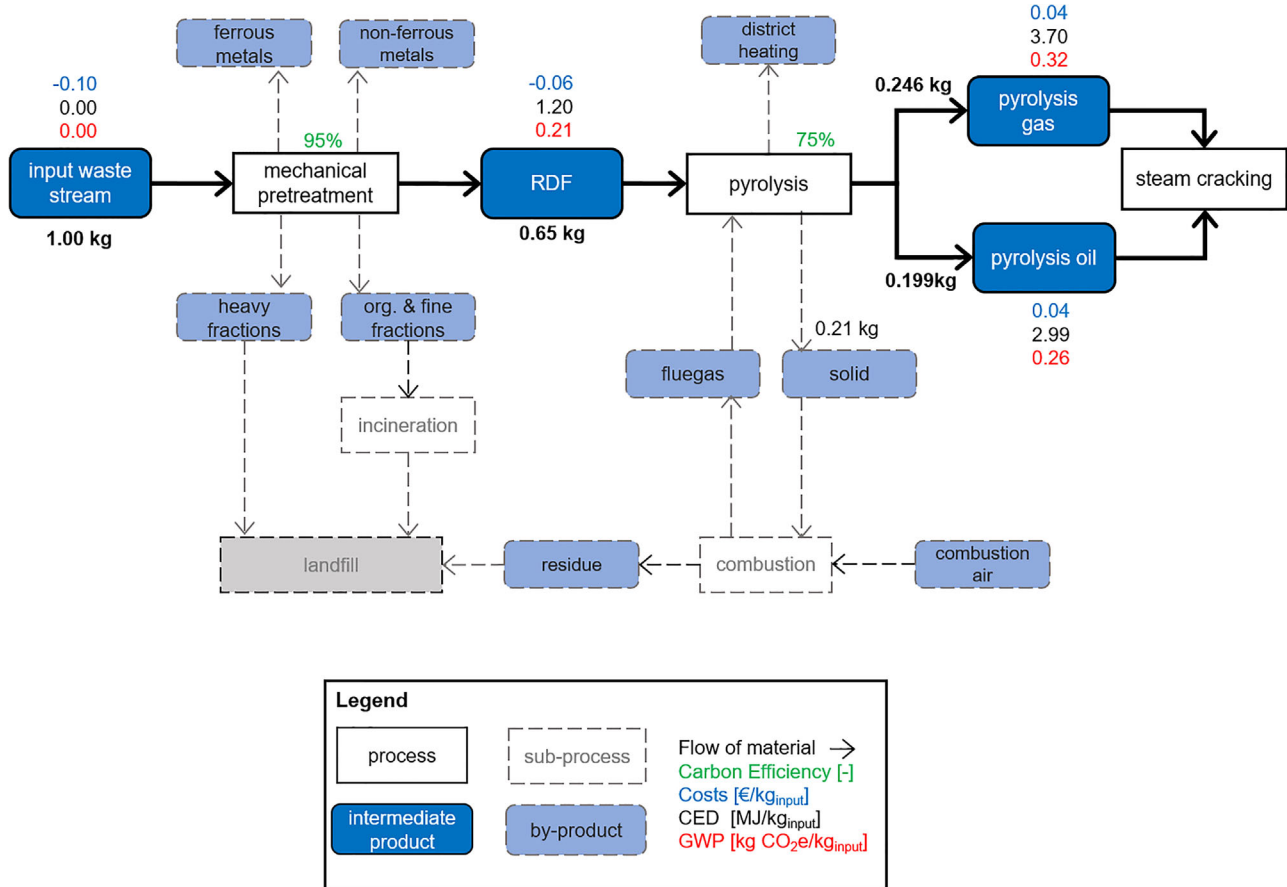 ferrous
metals
non-ferrous
metals
district
heating
0.04
3.70
0.32
-0.10
0.00
0.00
-0.06
1.20
0.21
0.246 kg
pyrolysis
gas
95%
75%
input waste
stream
mechanical
pretreatment
RDF
pyrolysis
steam cracking
1.00 kg
0.65 kg
pyrolysis oil
0.199kg
heavy
fractions
org. & fine
fractions
0.04
2.99
0.26
0.21 kg
fluegas
solid
incineration
landfill
residue
combustion
combustion
air
Legend
process
sub-process
Flow of material
Carbon Efficiency [-]
Costs [€/kginput]
CED [MJ/kginput]
GWP [kg CO2e/kginput]
intermediate
product
by-product